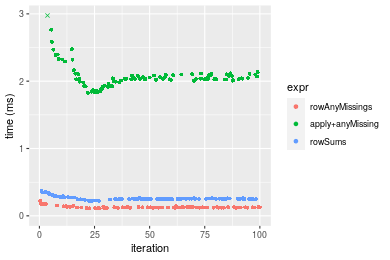 3
2
1
0
time (ms)
0
25
50
75
100
iteration
expr
rowAnyMissings
apply+anyMissing
rowSums